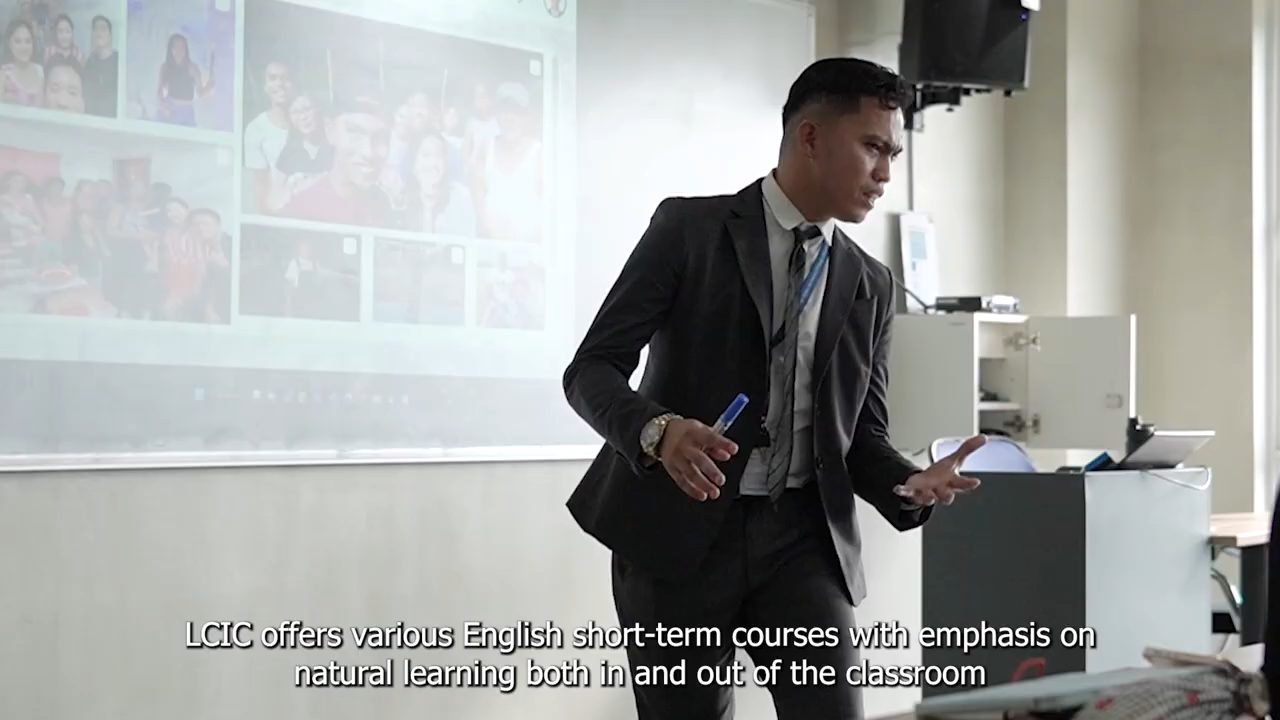 LCIC offers various English short-term courses with emphasis on
natural learning both in and out of the classroom